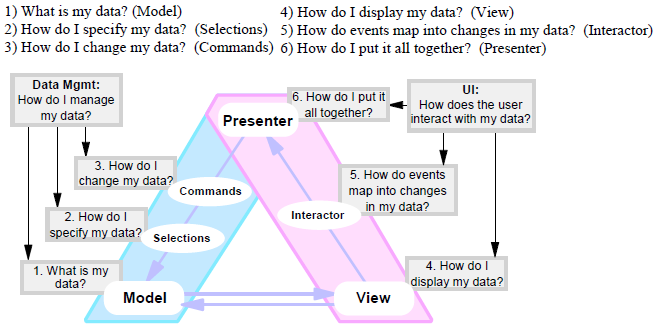 1) What is my data? (Model)
2) How do I specify my data? (Selections)
3) How do I change my data? (Commands)
4) How do I display my data? (View)
5) How do events map into changes in my data? (Interactor)
6) How do I put it all together? (Presenter)
Data Mgmt:
How do I manage
my data?
6. How do I put it
all together?
UI:
How does the user
interact with my data?
Presenter
3. How do I
change my data?
Commands
5. How do events
map into changes
in my data?
2. How do I
specify my data?
Selections
Interactor
1. What is my
data?
4. How do I
display my data?
Model
View